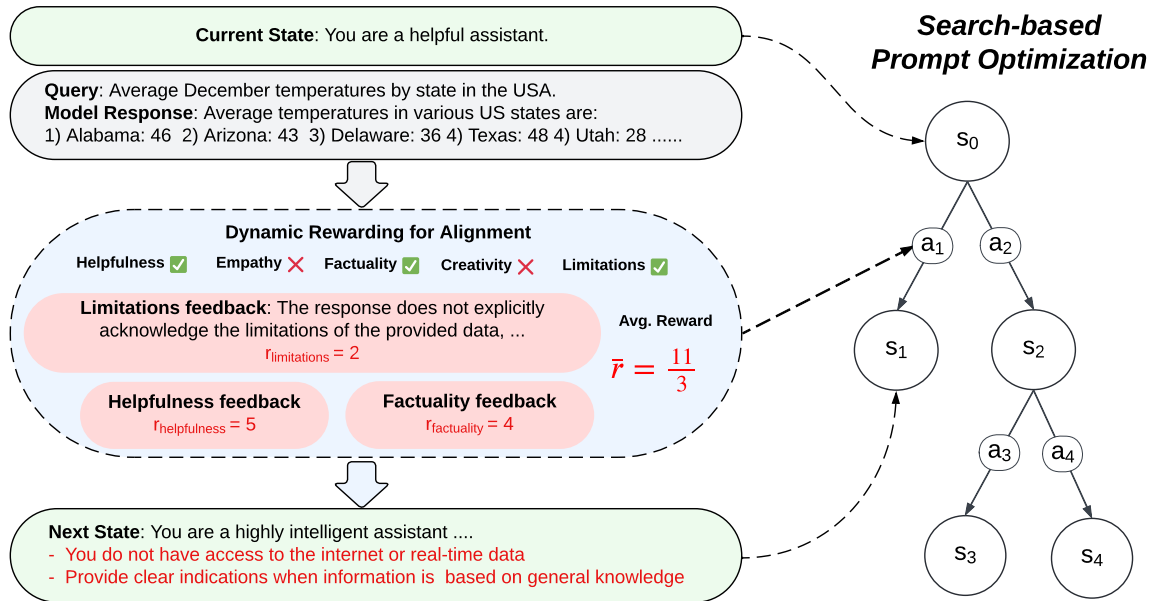 Search-based
Prompt Optimization
Current State: You are a helpful assistant.
Query: Average December temperatures by state in the USA.
Model Response: Average temperatures in various US states are:
1) Alabama: 46 2) Arizona: 43 3) Delaware: 36 4) Texas: 48 4) Utah: 28 ......
Dynamic Rewarding for Alignment
Helpfulness ✅ Empathy ❌ Factuality ✅ Creativity ❌ Limitations ✅
Limitations feedback: The response does not explicitly
acknowledge the limitations of the provided data, ...
r_limitations = 2
Avg. Reward
r̄ = 11/3
Helpfulness feedback
r_helpfulness = 5
Factuality feedback
r_factuality = 4
Next State: You are a highly intelligent assistant ....
- You do not have access to the internet or real-time data
- Provide clear indications when information is based on general knowledge
s₀
a₁ a₂
s₁ s₂
a₃ a₄
s₃ s₄